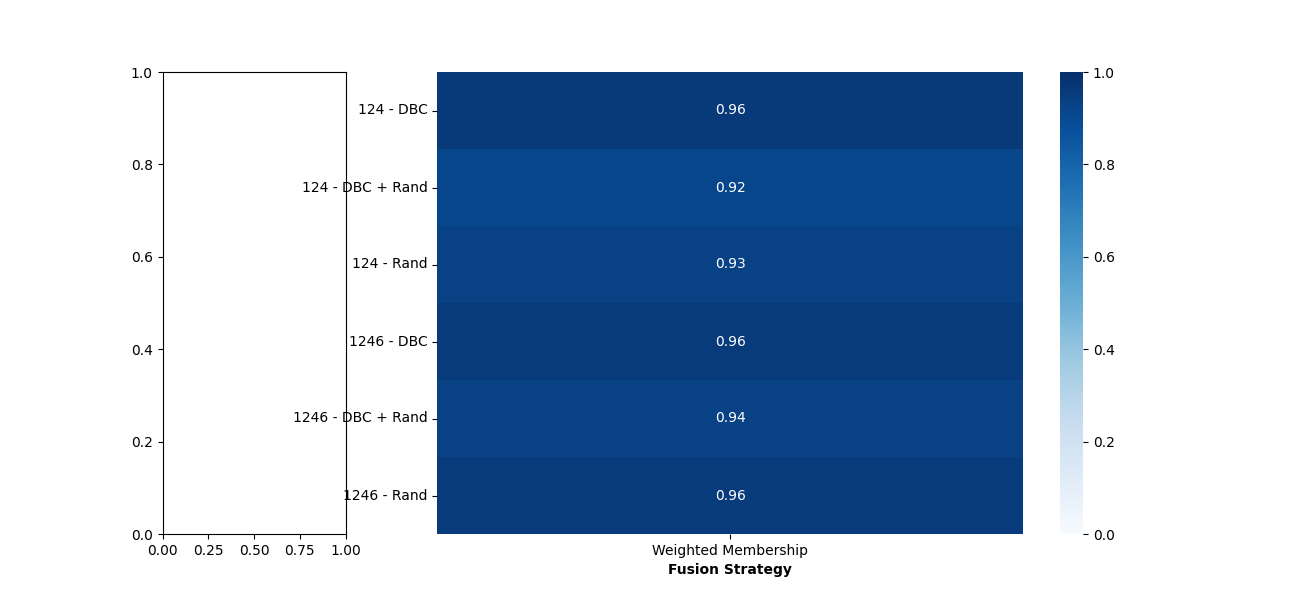 1.0
0.8
0.6
0.4
0.2
0.0
0.00 0.25 0.50 0.75 1.00
124 - DBC 0.96
124 - DBC + Rand 0.92
124 - Rand 0.93
1246 - DBC 0.96
1246 - DBC + Rand 0.94
1246 - Rand 0.96
Weighted Membership
Fusion Strategy
1.0
0.8
0.6
0.4
0.2
0.0